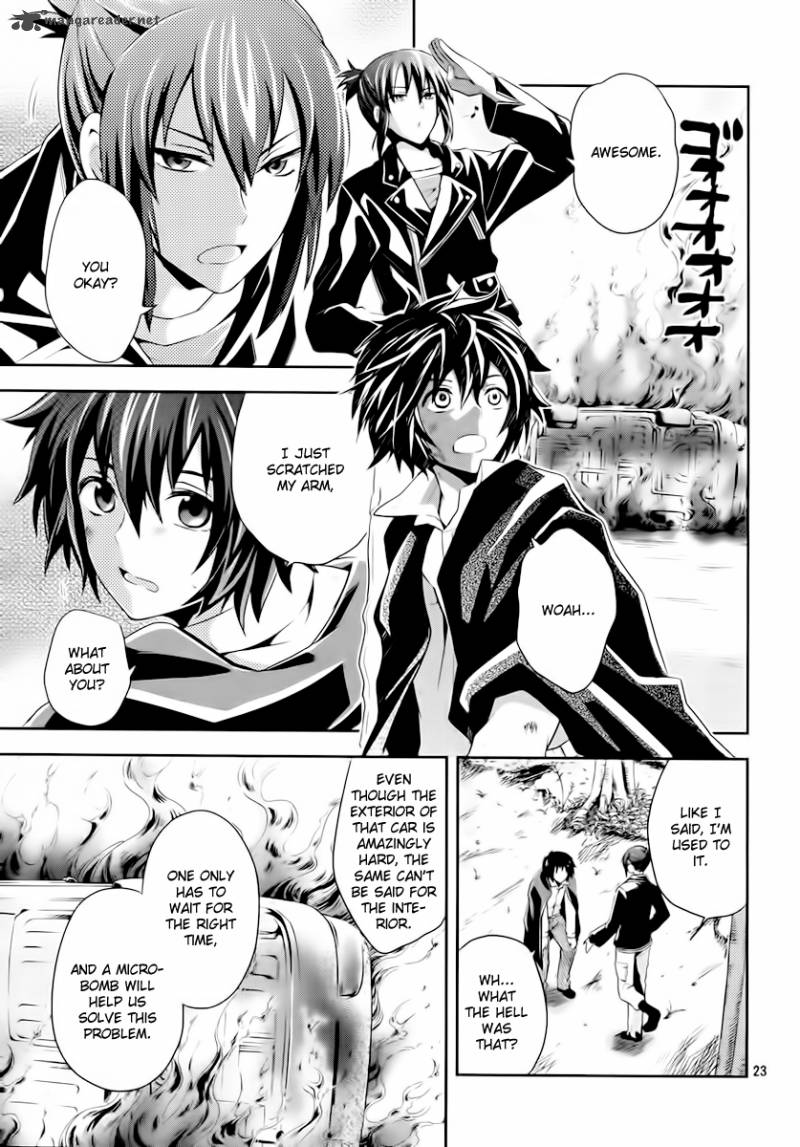 mangareader.net
AWESOME.
ゴオオオオオオ
WOAH...
YOU
OKAY?
I JUST
SCRATCHED
MY ARM,
WHAT
ABOUT
YOU?
LIKE I
SAID, I'M
USED TO
IT.
WH...
WHAT
THE HELL
WAS
THAT?
EVEN
THOUGH THE
EXTERIOR OF
THAT CAR IS
AMAZINGLY
HARD, THE
SAME CAN'T
BE SAID FOR
THE INTE-
RIOR.
ONE ONLY
HAS TO
WAIT FOR
THE RIGHT
TIME,
AND A MICRO-
BOMB WILL
HELP US
SOLVE THIS
PROBLEM.
23